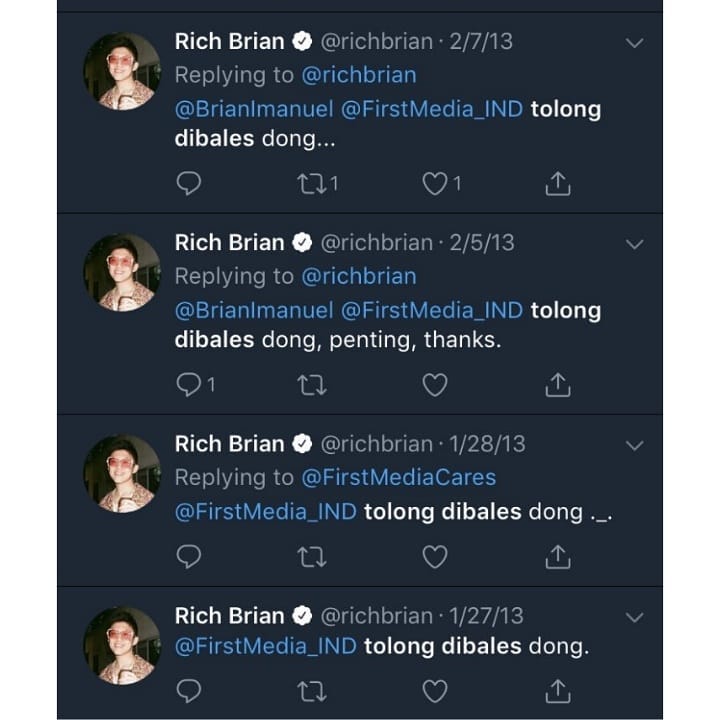 Rich Brian @richbrian · 2/7/13
Replying to @richbrian
@BrianImanuel @FirstMedia_IND tolong
dibales dong...
1 1
Rich Brian @richbrian · 2/5/13
Replying to @richbrian
@BrianImanuel @FirstMedia_IND tolong
dibales dong, penting, thanks.
1
Rich Brian @richbrian · 1/28/13
Replying to @FirstMediaCares
@FirstMedia_IND tolong dibales dong ._.
Rich Brian @richbrian · 1/27/13
@FirstMedia_IND tolong dibales dong.